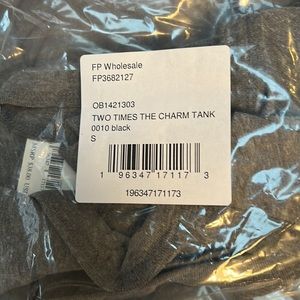 FP Wholesale
FP3682127
OB1421303
TWO TIMES THE CHARM TANK
0010 black
S
1 96347 17117 3
196347171173